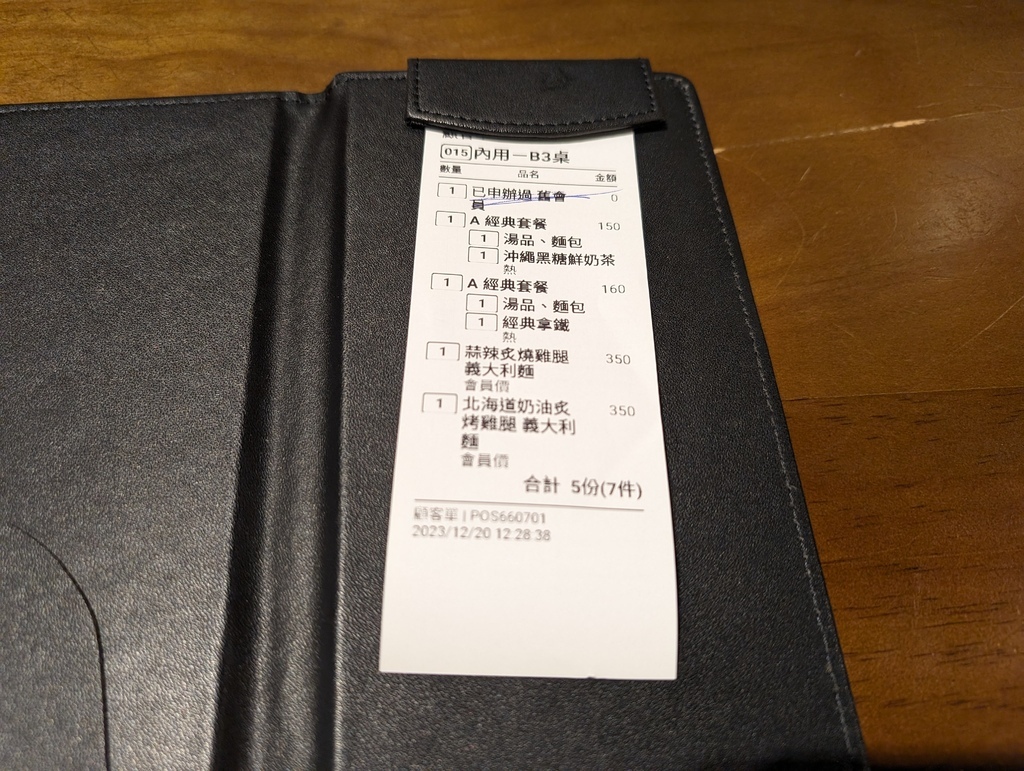 015 內用－B3桌
數量 品名 金額
1 已申辦過 舊會 0
員
1 A 經典套餐 150
1 湯品、麵包
1 沖繩黑糖鮮奶茶
熱
1 A 經典套餐 160
1 湯品、麵包
1 經典拿鐵
熱
1 蒜辣炙燒雞腿 350
義大利麵
會員價
1 北海道奶油炙 350
烤雞腿 義大利
麵
會員價
合計 5份(7件)
顧客單 | POS660701
2023/12/20 12:28:38